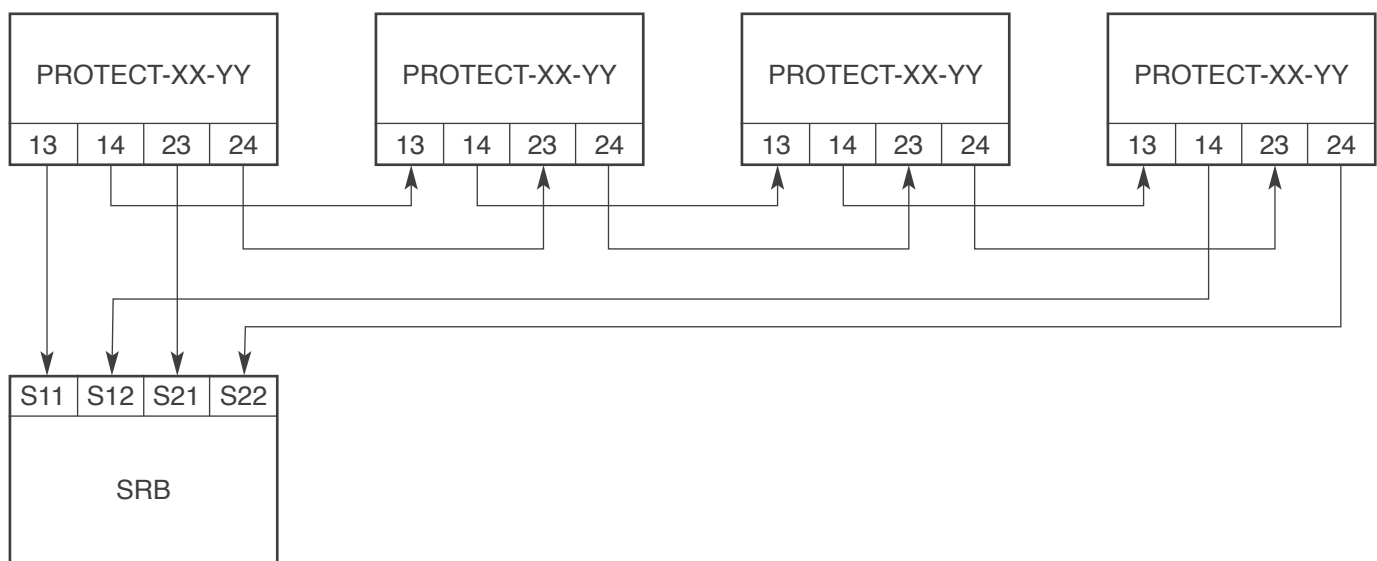 PROTECT-XX-YY PROTECT-XX-YY PROTECT-XX-YY PROTECT-XX-YY
13 14 23 24 13 14 23 24 13 14 23 24 13 14 23 24
S11 S12 S21 S22
SRB